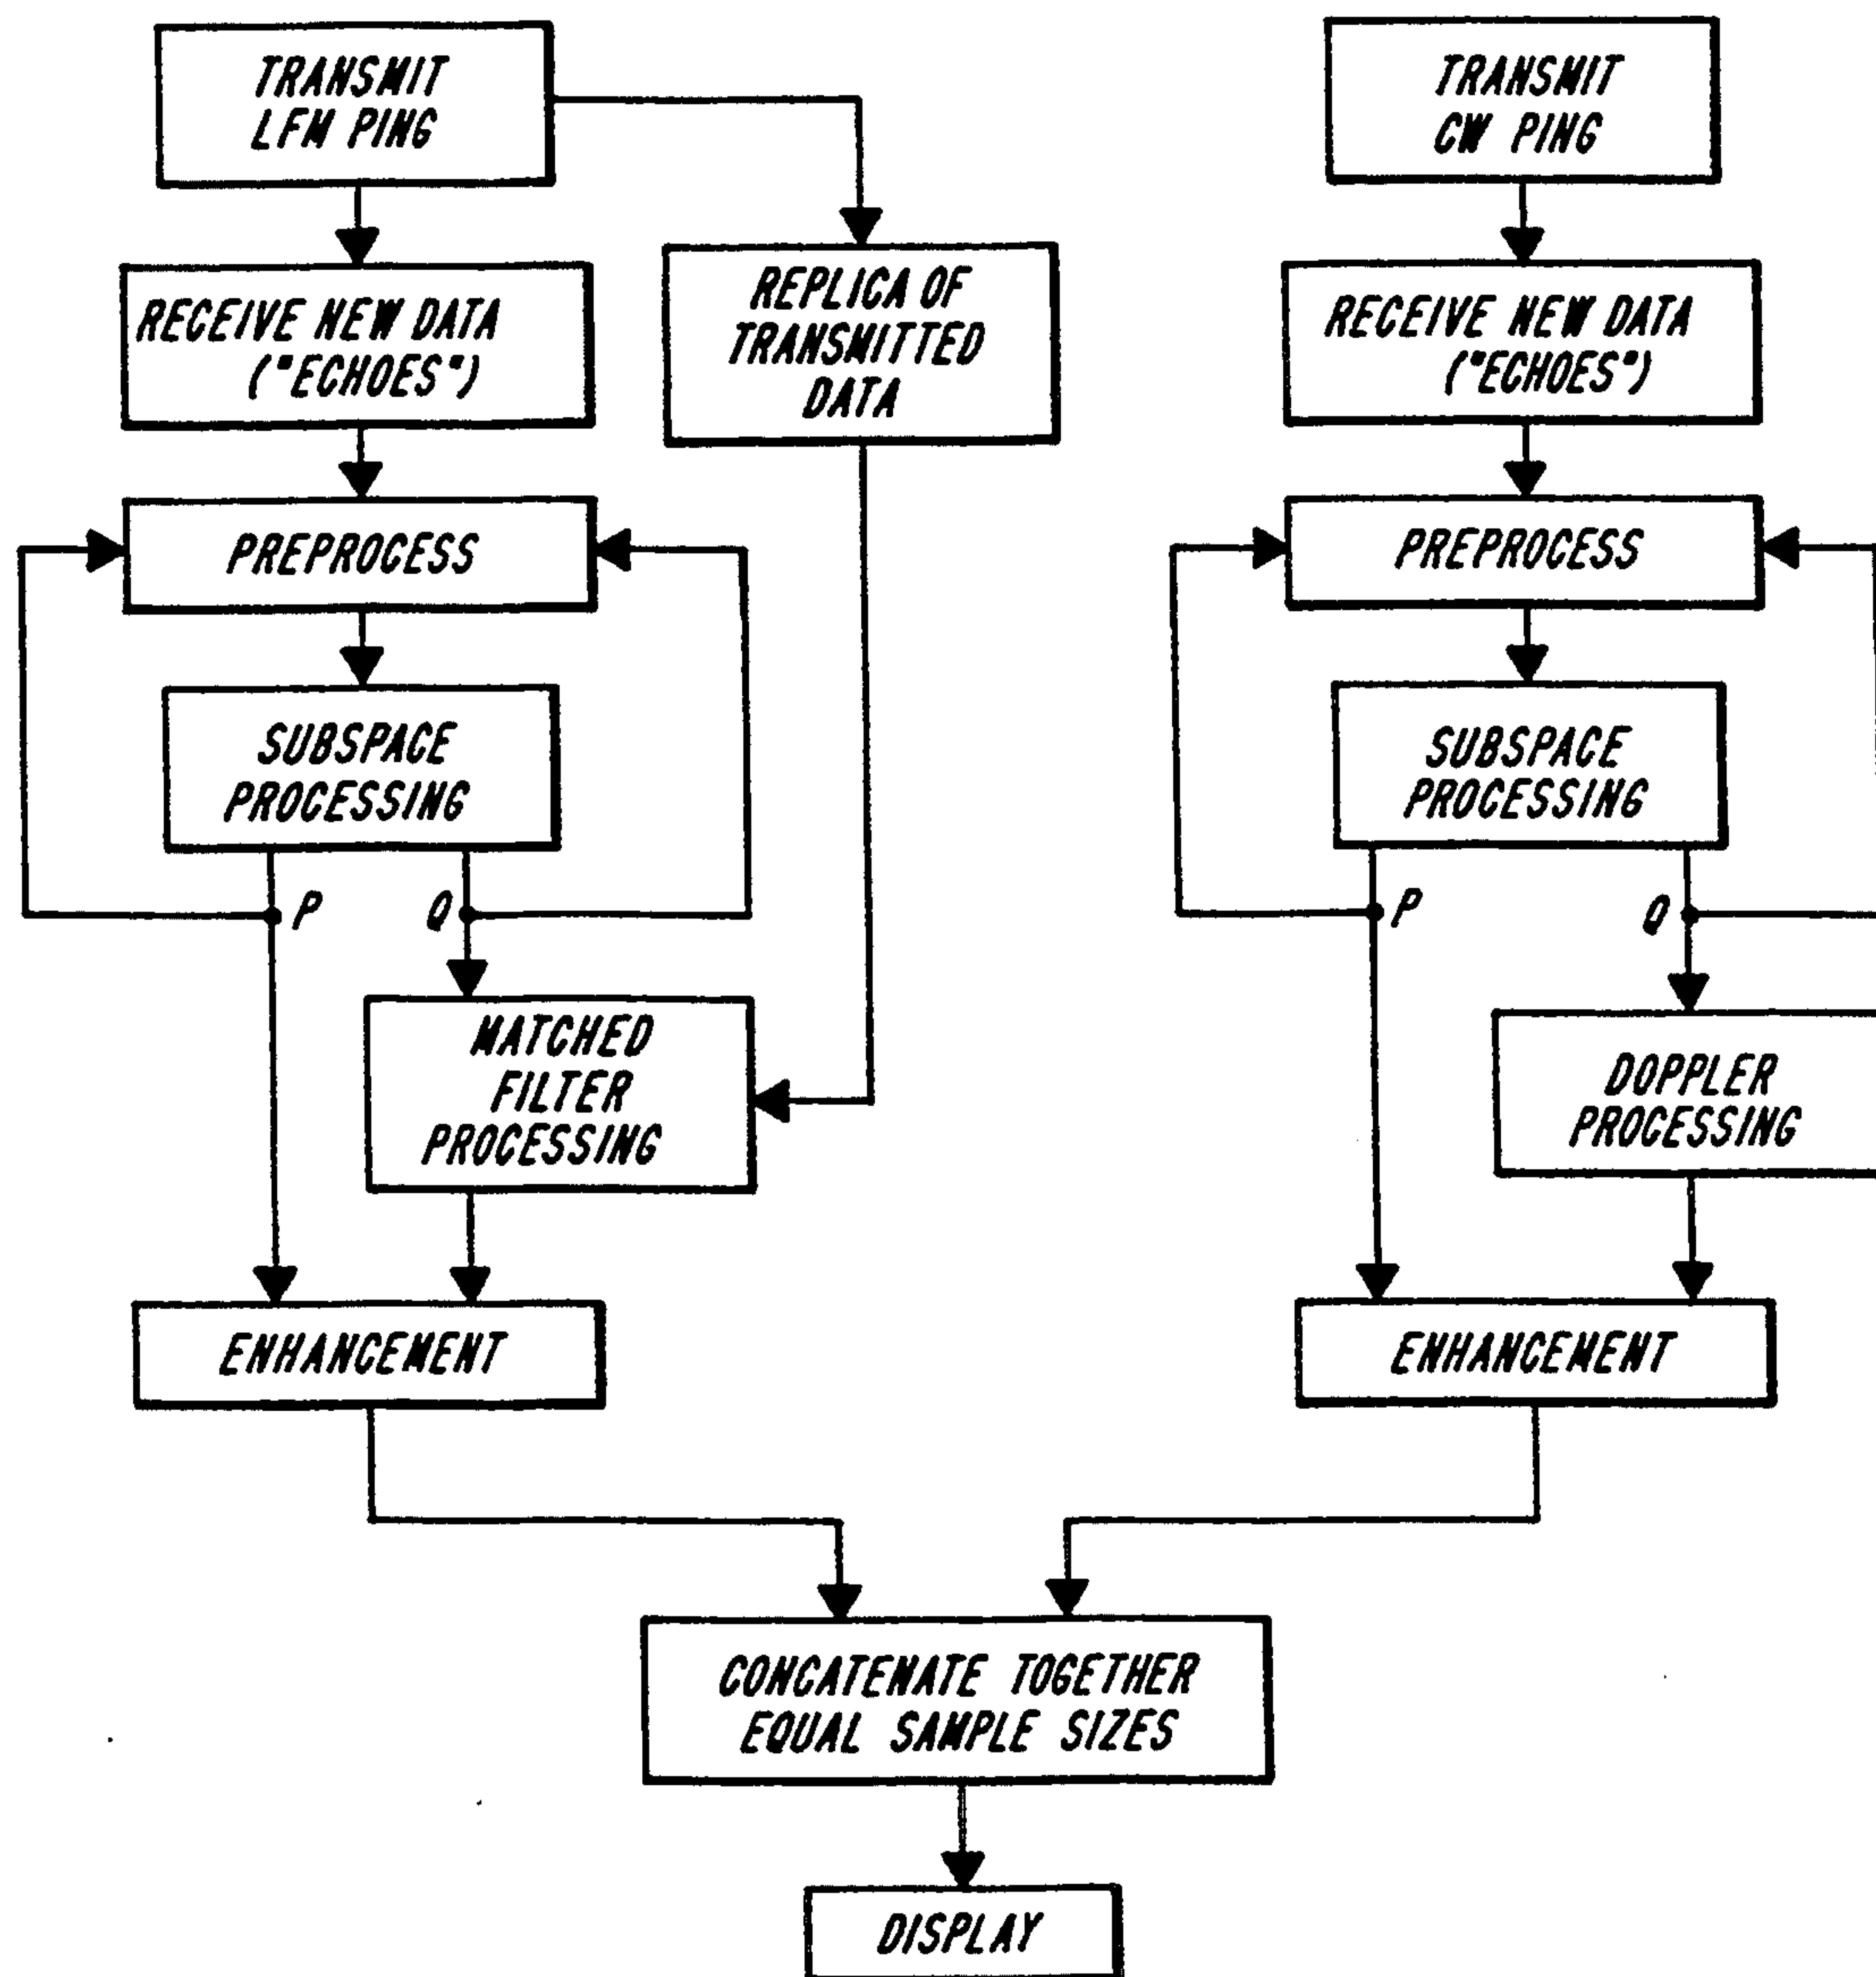 TRANSMIT
LFM PING
TRANSMIT
CW PING
RECEIVE NEW DATA
("ECHOES")
REPLICA OF
TRANSMITTED
DATA
RECEIVE NEW DATA
("ECHOES")
PREPROCESS
PREPROCESS
SUBSPACE
PROCESSING
SUBSPACE
PROCESSING
P
Q
P
Q
MATCHED
FILTER
PROCESSING
DOPPLER
PROCESSING
ENHANCEMENT
ENHANCEMENT
CONCATENATE TOGETHER
EQUAL SAMPLE SIZES
DISPLAY